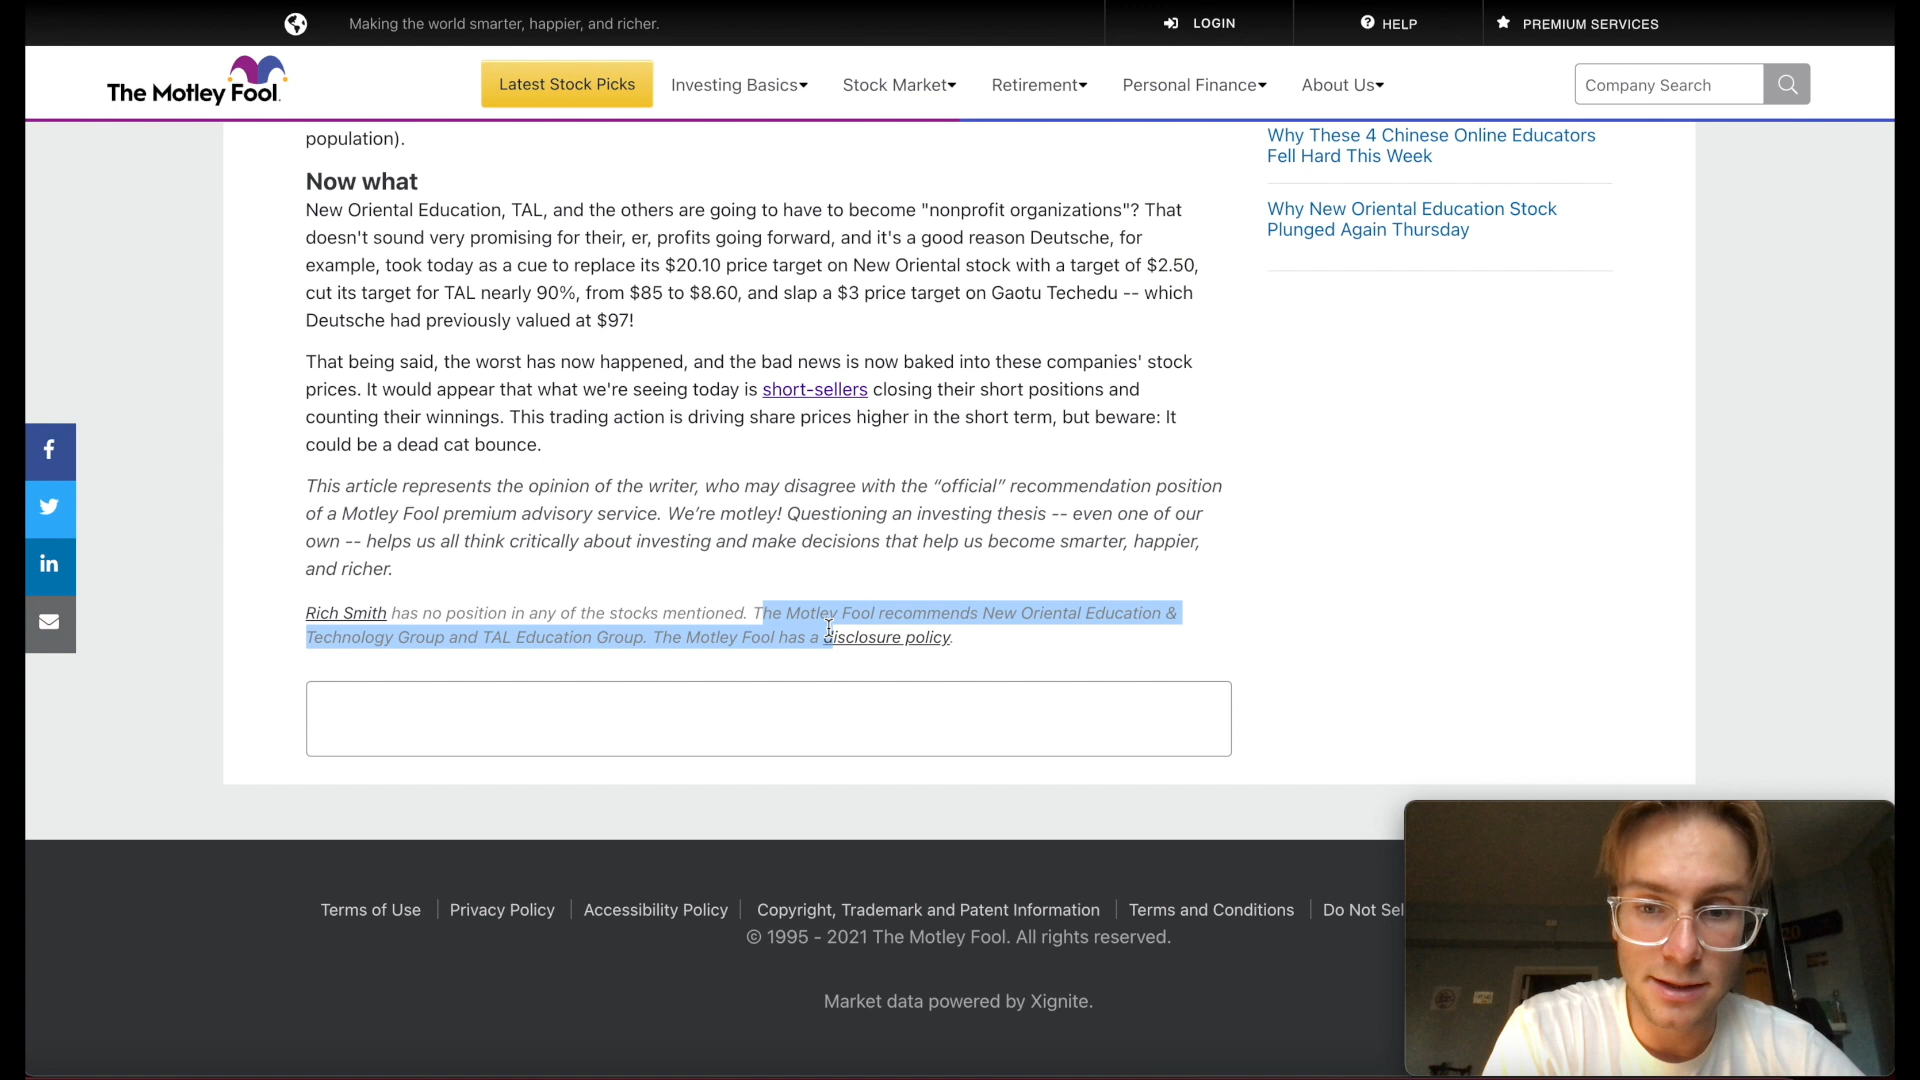 Making the world smarter, happier, and richer.
LOGIN
HELP
PREMIUM SERVICES
The Motley Fool.
Latest Stock Picks
Investing Basics
Stock Market
Retirement
Personal Finance
About Us
Company Search
population).
Now what
New Oriental Education, TAL, and the others are going to have to become "nonprofit organizations"? That
doesn't sound very promising for their, er, profits going forward, and it's a good reason Deutsche, for
example, took today as a cue to replace its $20.10 price target on New Oriental stock with a target of $2.50,
cut its target for TAL nearly 90%, from $85 to $8.60, and slap a $3 price target on Gaotu Techedu -- which
Deutsche had previously valued at $97!
That being said, the worst has now happened, and the bad news is now baked into these companies' stock
prices. It would appear that what we're seeing today is short-sellers closing their short positions and
counting their winnings. This trading action is driving share prices higher in the short term, but beware: It
could be a dead cat bounce.
This article represents the opinion of the writer, who may disagree with the “official” recommendation position
of a Motley Fool premium advisory service. We’re motley! Questioning an investing thesis -- even one of our
own -- helps us all think critically about investing and make decisions that help us become smarter, happier,
and richer.
Rich Smith has no position in any of the stocks mentioned. The Motley Fool recommends New Oriental Education &
Technology Group and TAL Education Group. The Motley Fool has a disclosure policy.
Why These 4 Chinese Online Educators
Fell Hard This Week
Why New Oriental Education Stock
Plunged Again Thursday
f
in
Terms of Use
Privacy Policy
Accessibility Policy
Copyright, Trademark and Patent Information
Terms and Conditions
Do Not Sel
© 1995 - 2021 The Motley Fool. All rights reserved.
Market data powered by Xignite.